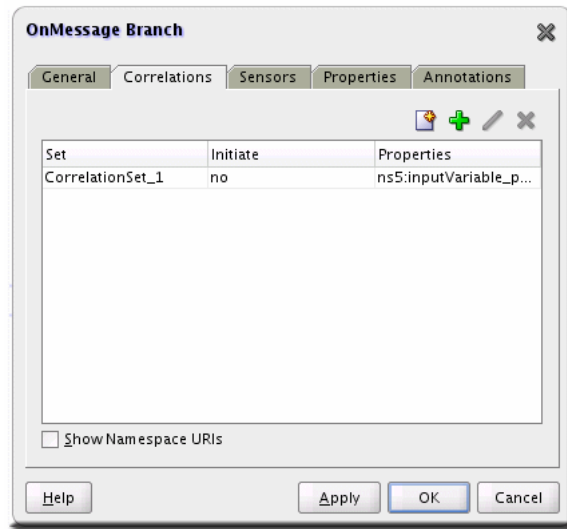 OnMessage Branch
General Correlations Sensors Properties Annotations
Set Initiate Properties
CorrelationSet_1 no ns5:inputVariable_p...
Show Namespace URIs
Help Apply OK Cancel